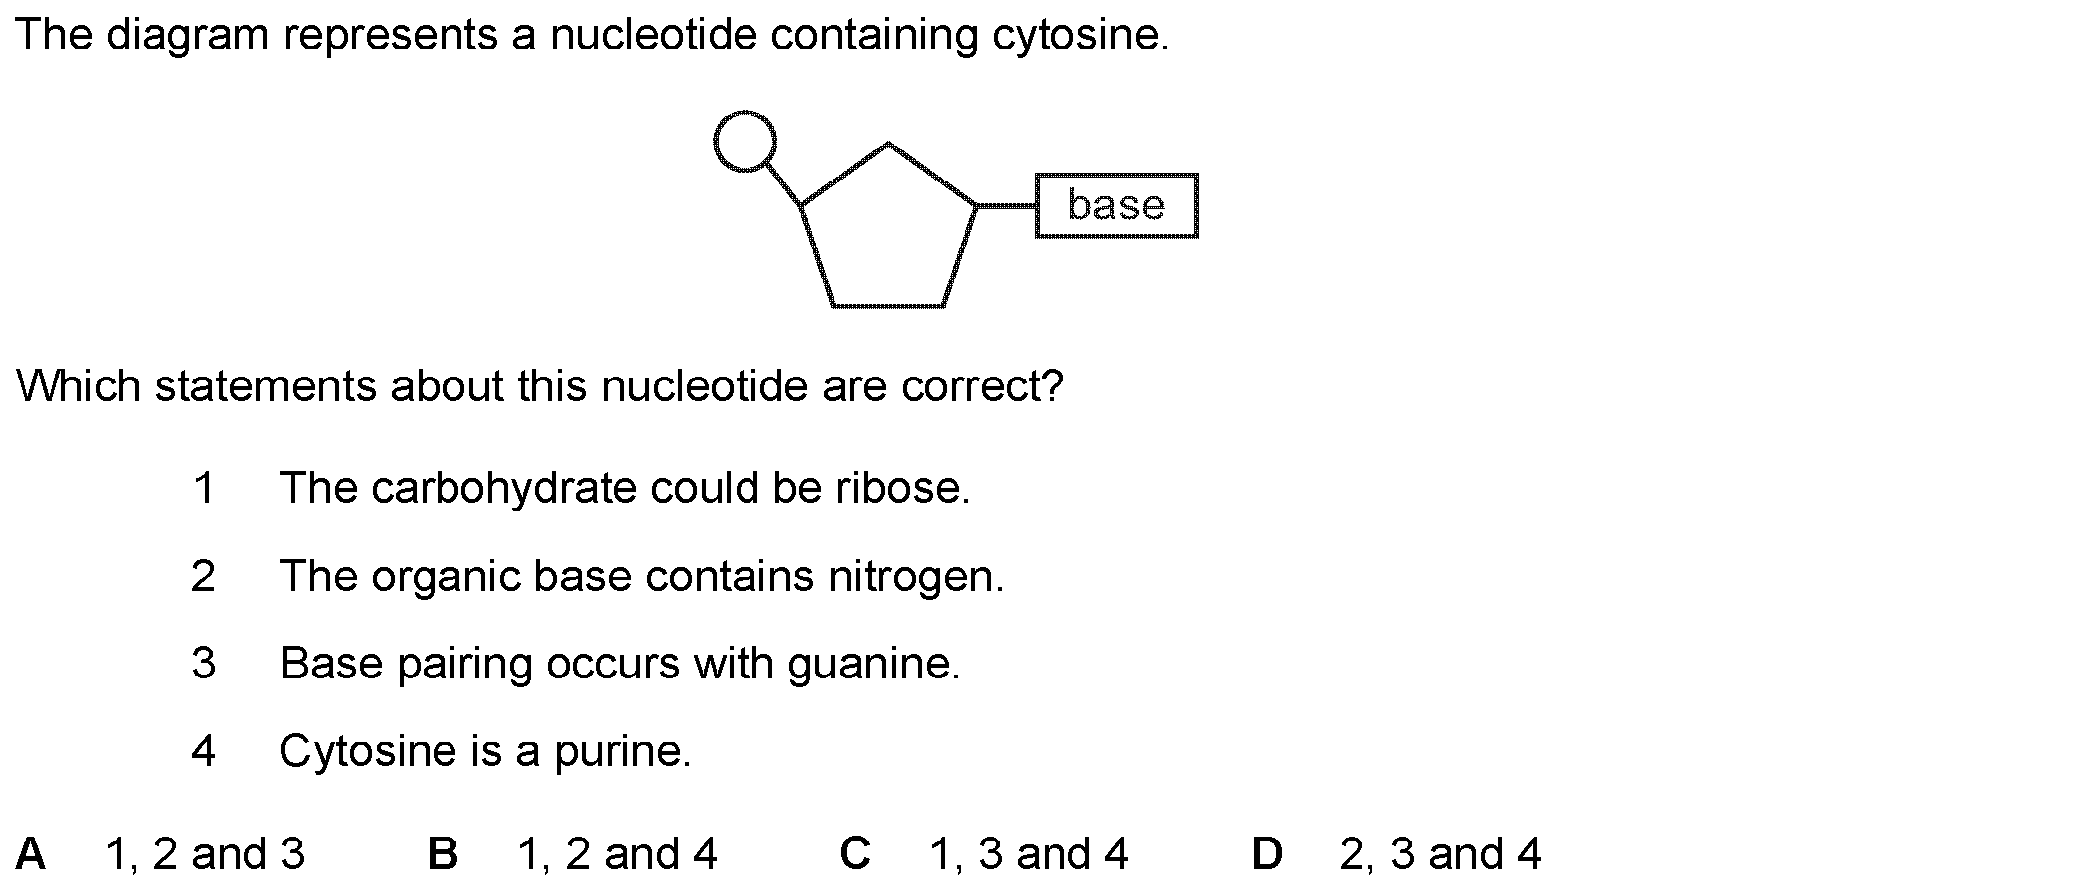 The diagram represents a nucleotide containing cytosine.
base
Which statements about this nucleotide are correct?
1 The carbohydrate could be ribose.
2 The organic base contains nitrogen.
3 Base pairing occurs with guanine.
4 Cytosine is a purine.
A 1, 2 and 3 B 1, 2 and 4 C 1, 3 and 4 D 2, 3 and 4